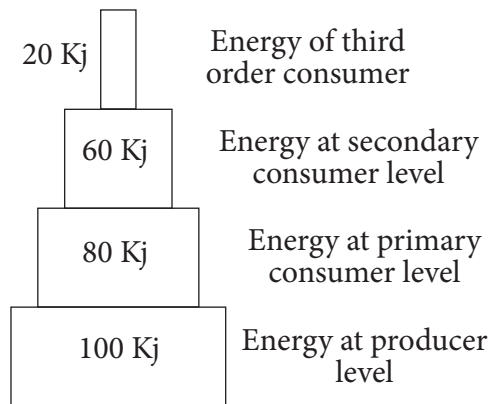 20 Kj
Energy of third
order consumer
60 Kj
Energy at secondary
consumer level
80 Kj
Energy at primary
consumer level
100 Kj
Energy at producer
level